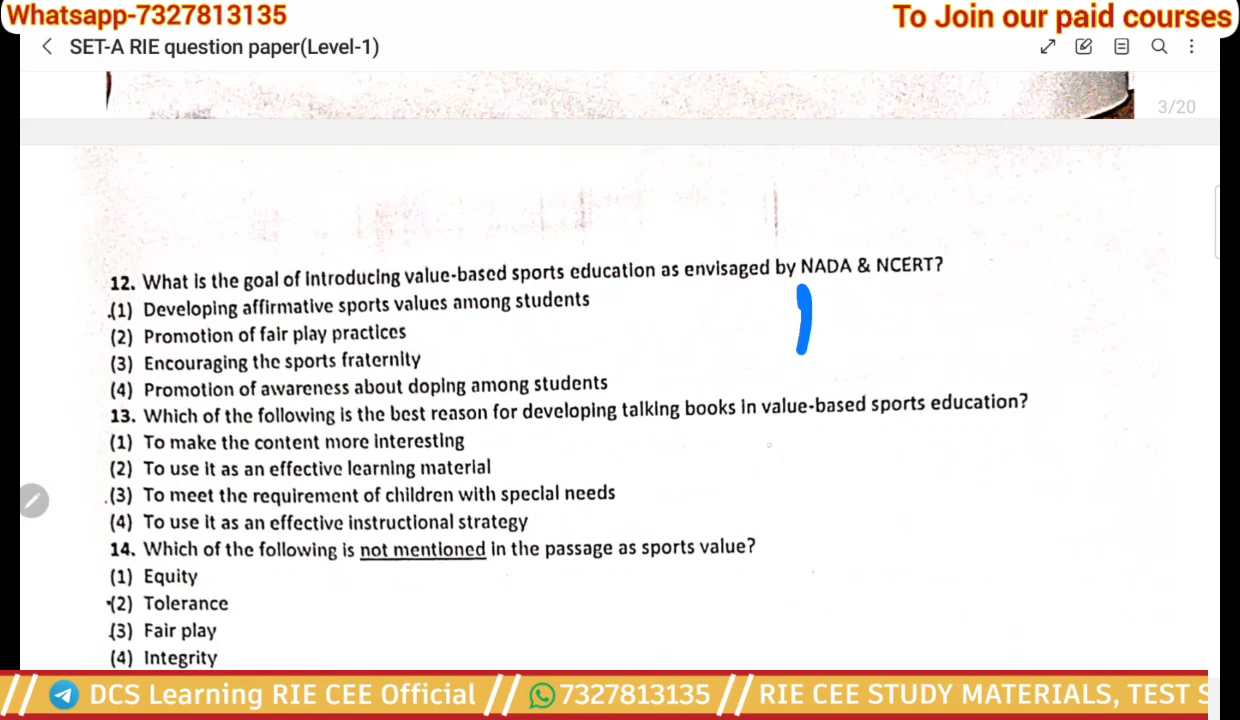 Whatsapp-7327813135
To Join our paid courses
SET-A RIE question paper(Level-1)
3/20
12. What is the goal of introducing value-based sports education as envisaged by NADA & NCERT?
(1) Developing affirmative sports values among students
(2) Promotion of fair play practices
(3) Encouraging the sports fraternity
(4) Promotion of awareness about doping among students
13. Which of the following is the best reason for developing talking books in value-based sports education?
(1) To make the content more interesting
(2) To use it as an effective learning material
(3) To meet the requirement of children with special needs
(4) To use it as an effective instructional strategy
14. Which of the following is not mentioned in the passage as sports value?
(1) Equity
(2) Tolerance
(3) Fair play
(4) Integrity
// DCS Learning RIE CEE Official // 7327813135 // RIE CEE STUDY MATERIALS, TEST S